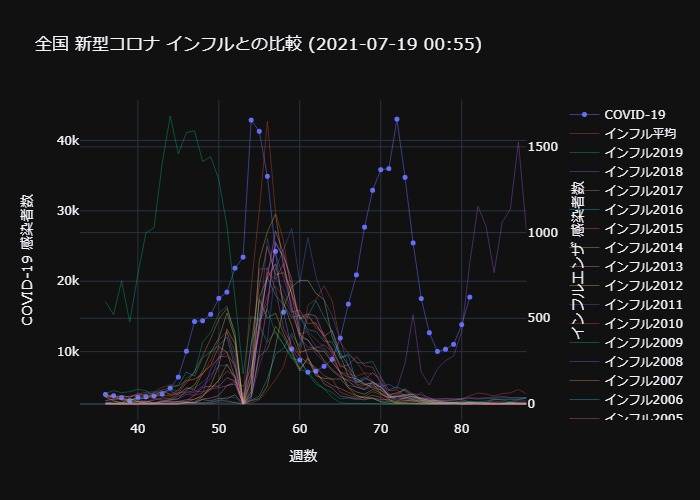 全国 新型コロナ インフルとの比較 (2021-07-19 00:55)
COVID-19 感染者数
40k
30k
20k
10k
40
50
60
70
80
週数
1500
1000
500
0
インフルエンザ 感染者数
COVID-19
インフル平均
インフル2019
インフル2018
インフル2017
インフル2016
インフル2015
インフル2014
インフル2013
インフル2012
インフル2011
インフル2010
インフル2009
インフル2008
インフル2007
インフル2006
インフル2005